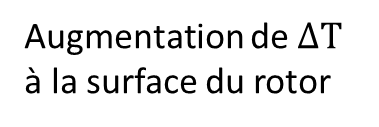 Augmentation de ΔT
à la surface du rotor